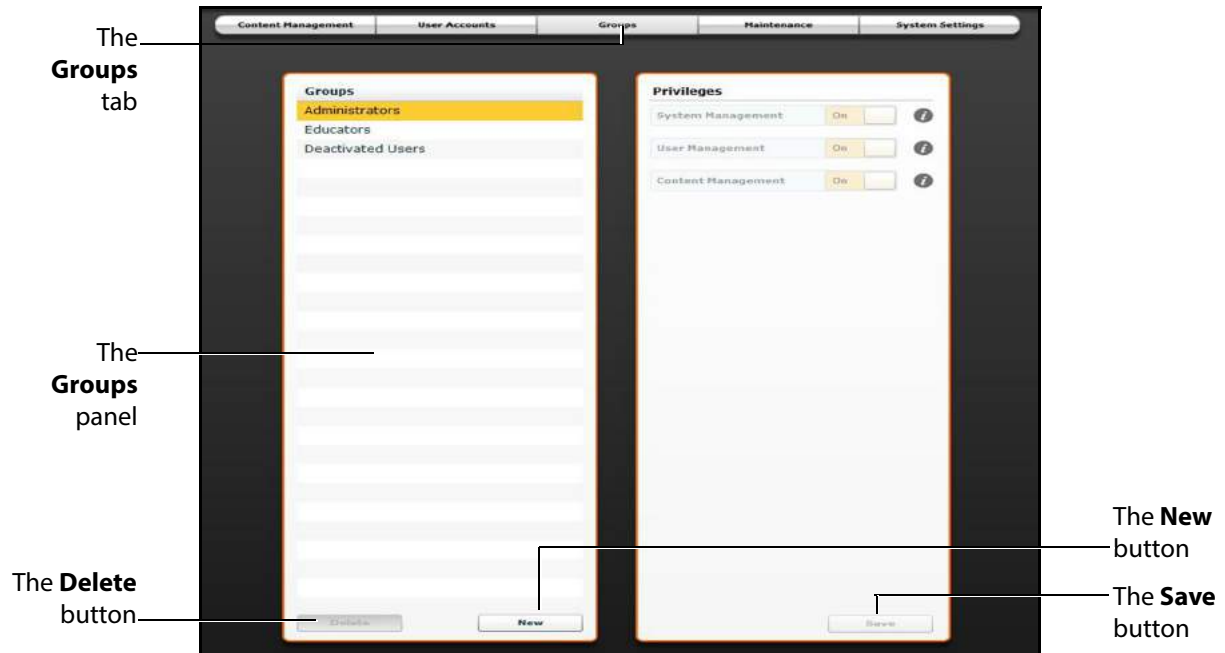 Content Management User Accounts Groups Maintenance System Settings
The
Groups
tab
Groups
Administrators
Educators
Deactivated Users
Privileges
System Management On
User Management On
Content Management On
The
Groups
panel
The New
button
The Delete
button
The Save
button
Delete
New
Save